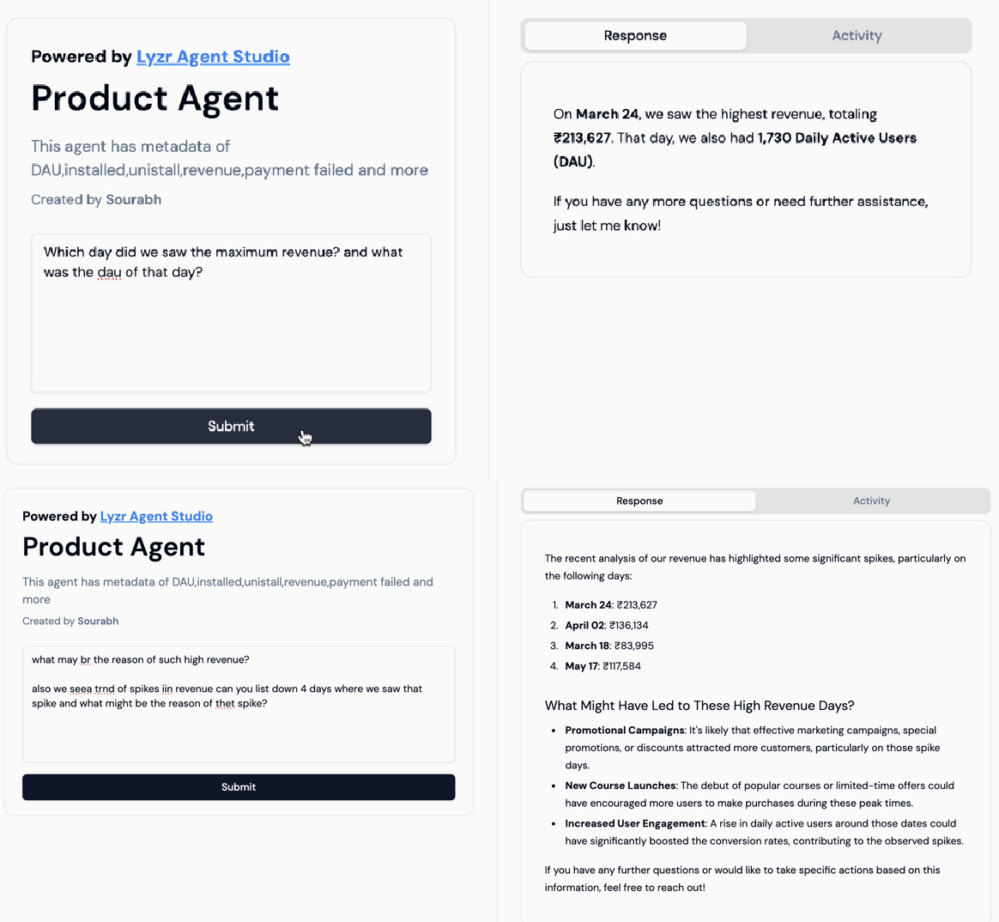 Powered by Lyzr Agent Studio
Product Agent
This agent has metadata of
DAU,installed,unistall,revenue,payment failed and more
Created by Sourabh
Which day did we saw the maximum revenue? and what
was the dau of that day?
Submit
Response
Activity
On March 24, we saw the highest revenue, totaling
₹213,627. That day, we also had 1,730 Daily Active Users
(DAU).
If you have any more questions or need further assistance,
just let me know!
Powered by Lyzr Agent Studio
Product Agent
This agent has metadata of DAU,installed,unistall,revenue,payment failed and
more
Created by Sourabh
what may br the reason of such high revenue?
also we seea trnd of spikes iin revenue can you list down 4 days where we saw that
spike and what might be the reason of thet spike?
Submit
Response
Activity
The recent analysis of our revenue has highlighted some significant spikes, particularly on
the following days:
1. March 24: ₹213,627
2. April 02: ₹136,134
3. March 18: ₹83,995
4. May 17: ₹117,584
What Might Have Led to These High Revenue Days?
• Promotional Campaigns: It's likely that effective marketing campaigns, special
promotions, or discounts attracted more customers, particularly on those spike
days.
• New Course Launches: The debut of popular courses or limited-time offers could
have encouraged more users to make purchases during these peak times.
• Increased User Engagement: A rise in daily active users around those dates could
have significantly boosted the conversion rates, contributing to the observed spikes.
If you have any further questions or would like to take specific actions based on this
information, feel free to reach out!